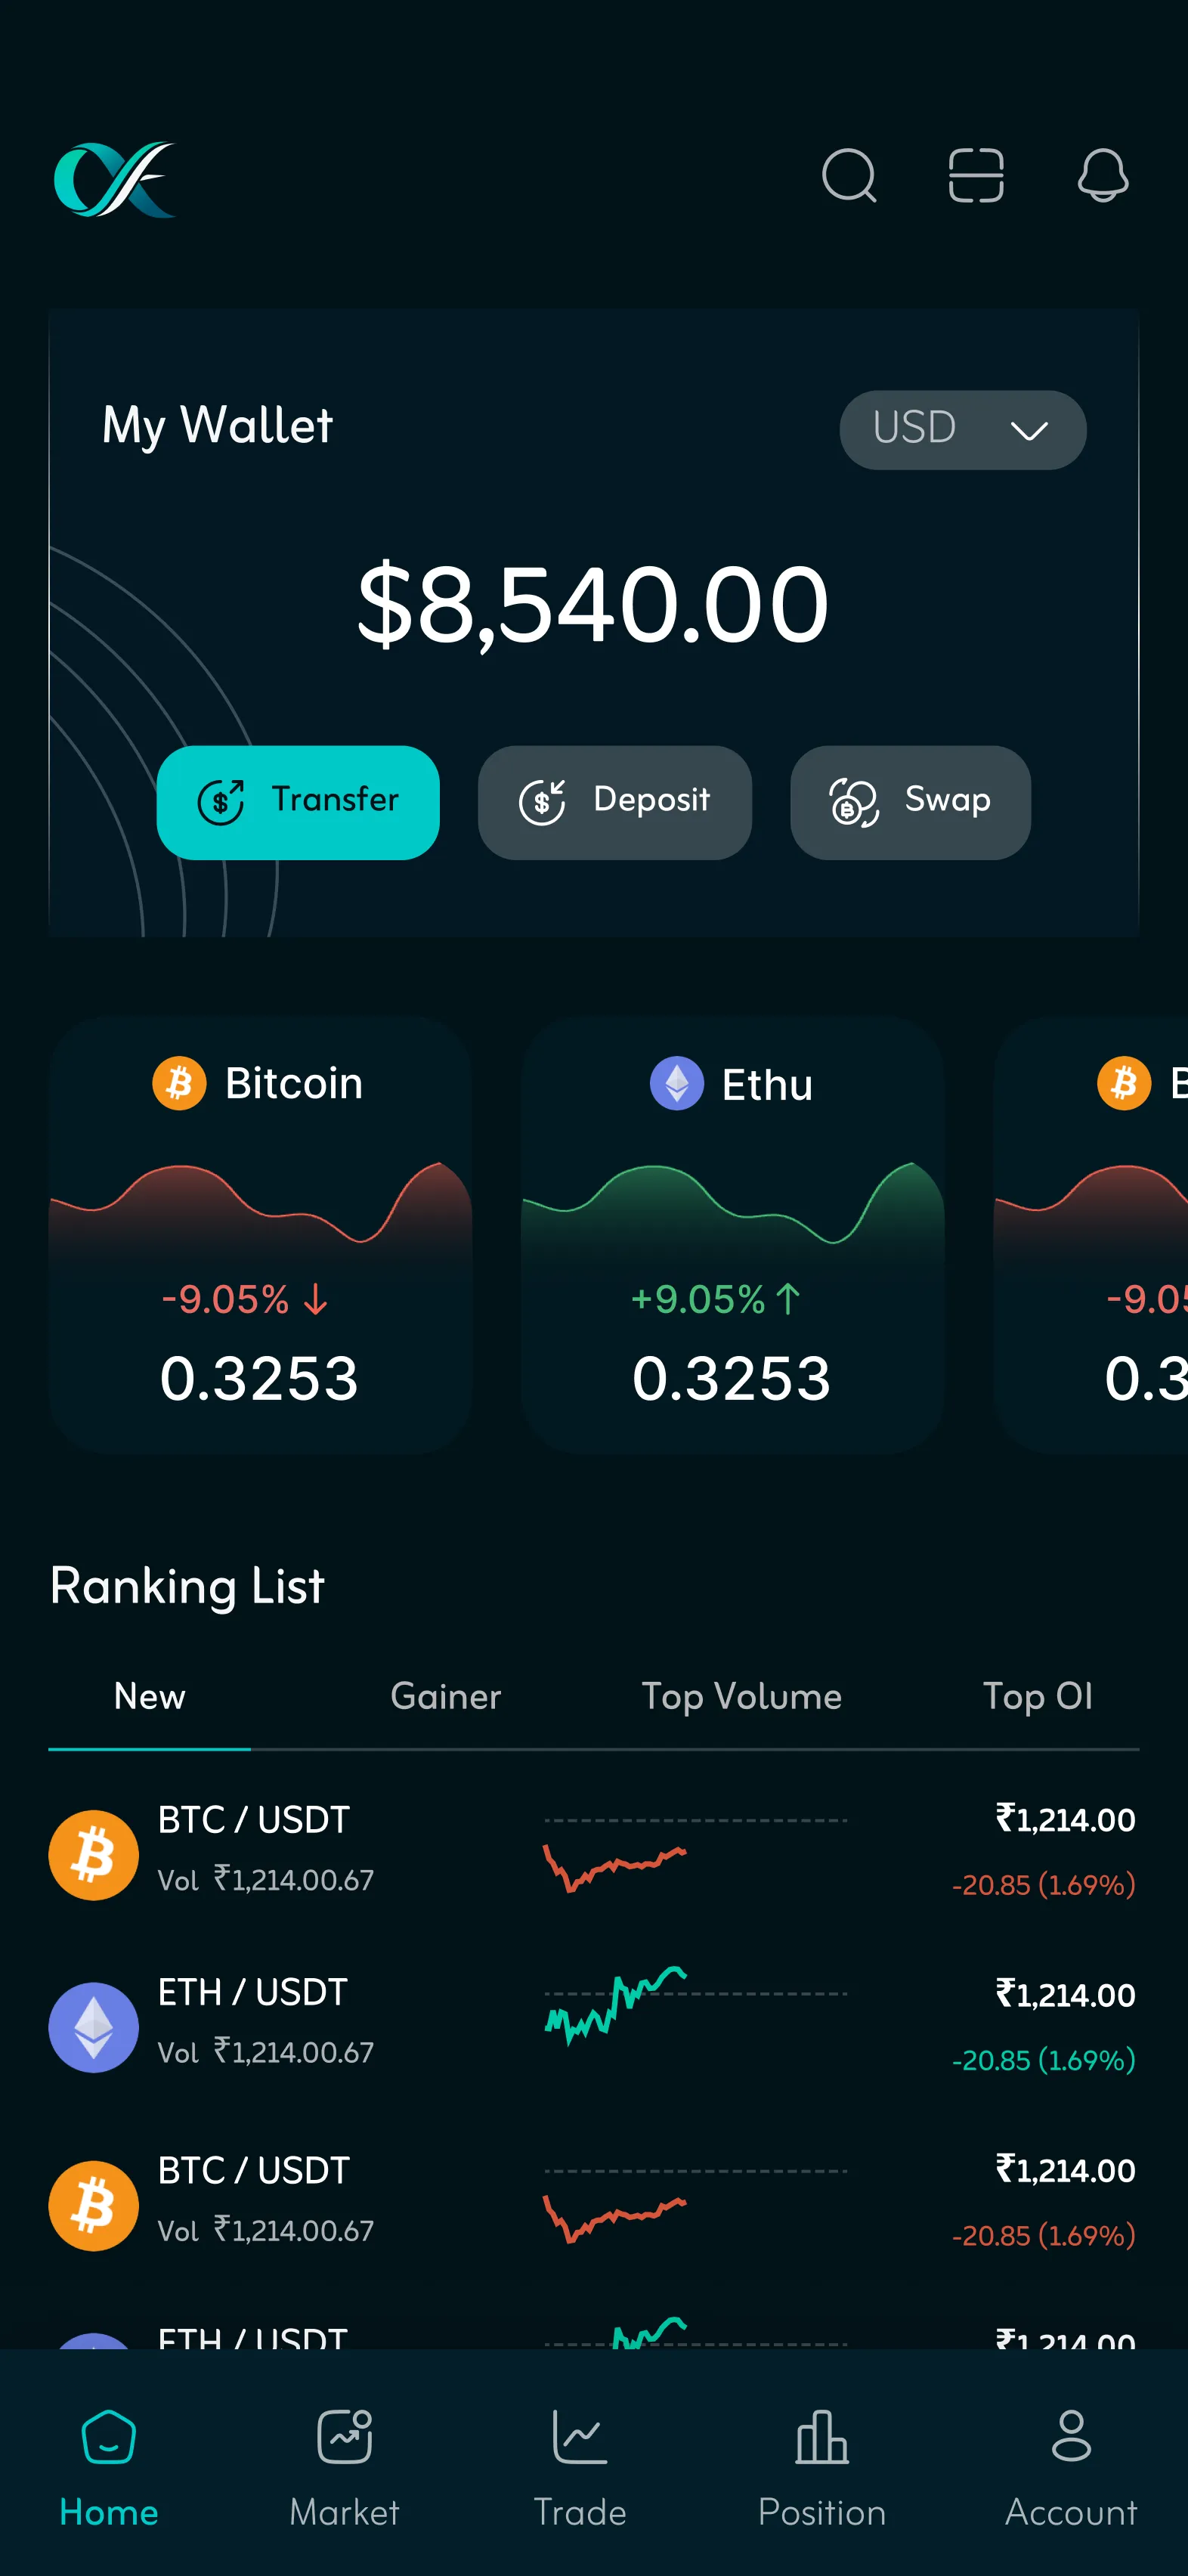 My Wallet
USD
$8,540.00
Transfer
Deposit
Swap
Bitcoin
-9.05%
0.3253
Ethu
+9.05%
0.3253
B
-9.05
0.3
Ranking List
New
Gainer
Top Volume
Top OI
BTC / USDT
Vol ₹1,214.00.67
₹1,214.00
-20.85 (1.69%)
ETH / USDT
Vol ₹1,214.00.67
₹1,214.00
-20.85 (1.69%)
BTC / USDT
Vol ₹1,214.00.67
₹1,214.00
-20.85 (1.69%)
ETH / USDT
₹1,214.00
Home
Market
Trade
Position
Account